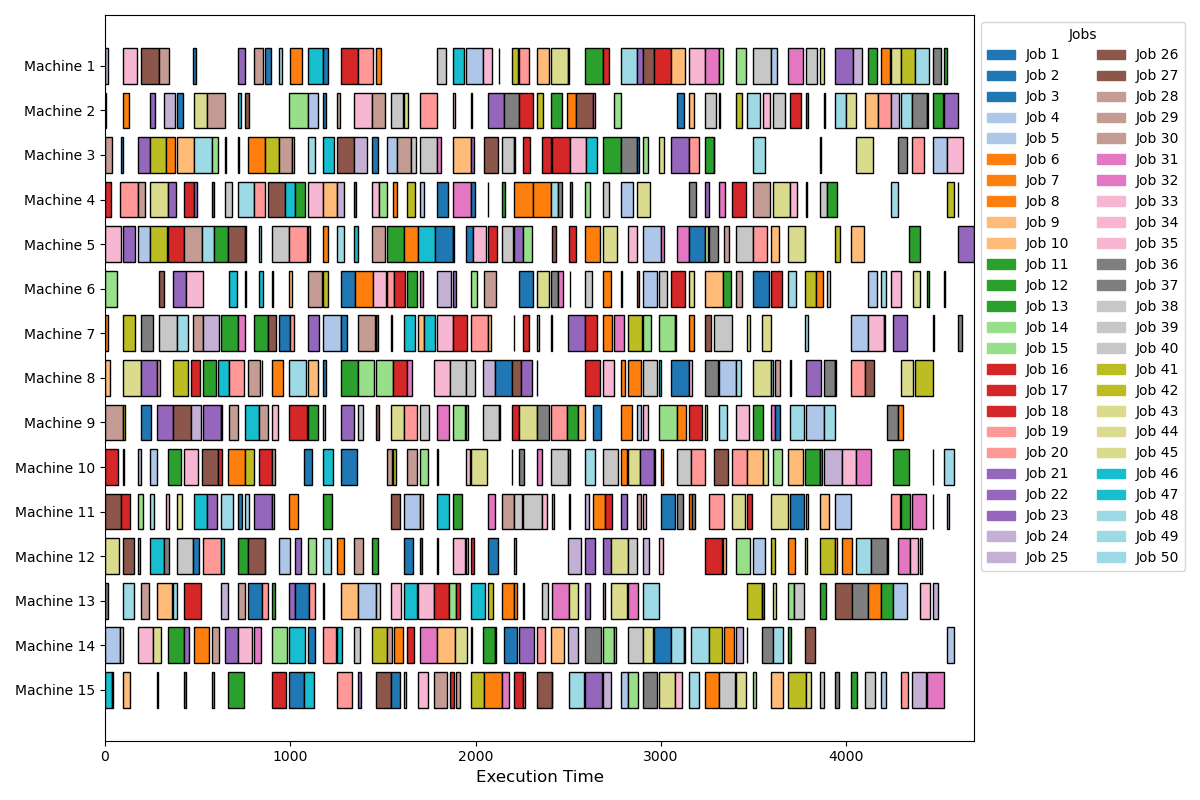 Jobs
Machine 1
Machine 2
Machine 3
Machine 4
Machine 5
Machine 6
Machine 7
Machine 8
Machine 9
Machine 10
Machine 11
Machine 12
Machine 13
Machine 14
Machine 15
0 1000 2000 3000 4000
Execution Time
Job 1
Job 2
Job 3
Job 4
Job 5
Job 6
Job 7
Job 8
Job 9
Job 10
Job 11
Job 12
Job 13
Job 14
Job 15
Job 16
Job 17
Job 18
Job 19
Job 20
Job 21
Job 22
Job 23
Job 24
Job 25
Job 26
Job 27
Job 28
Job 29
Job 30
Job 31
Job 32
Job 33
Job 34
Job 35
Job 36
Job 37
Job 38
Job 39
Job 40
Job 41
Job 42
Job 43
Job 44
Job 45
Job 46
Job 47
Job 48
Job 49
Job 50